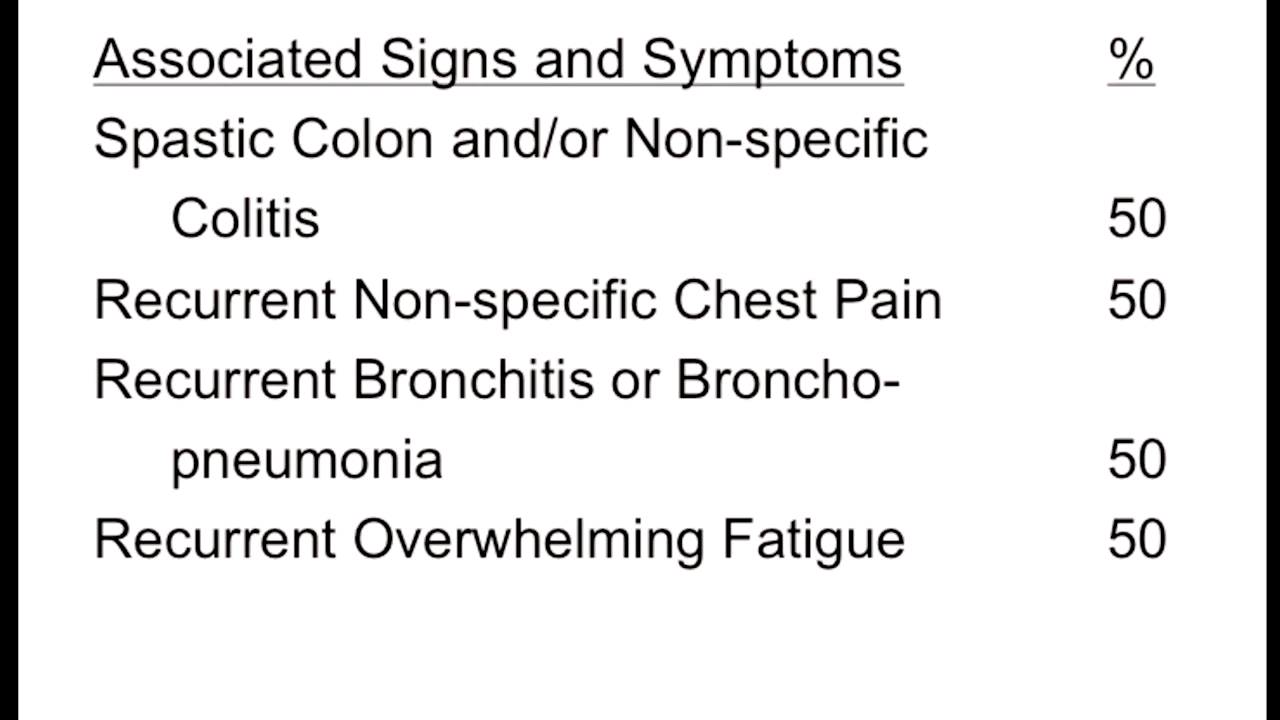 Associated Signs and Symptoms %
Spastic Colon and/or Non-specific
Colitis 50
Recurrent Non-specific Chest Pain 50
Recurrent Bronchitis or Broncho-
pneumonia 50
Recurrent Overwhelming Fatigue 50